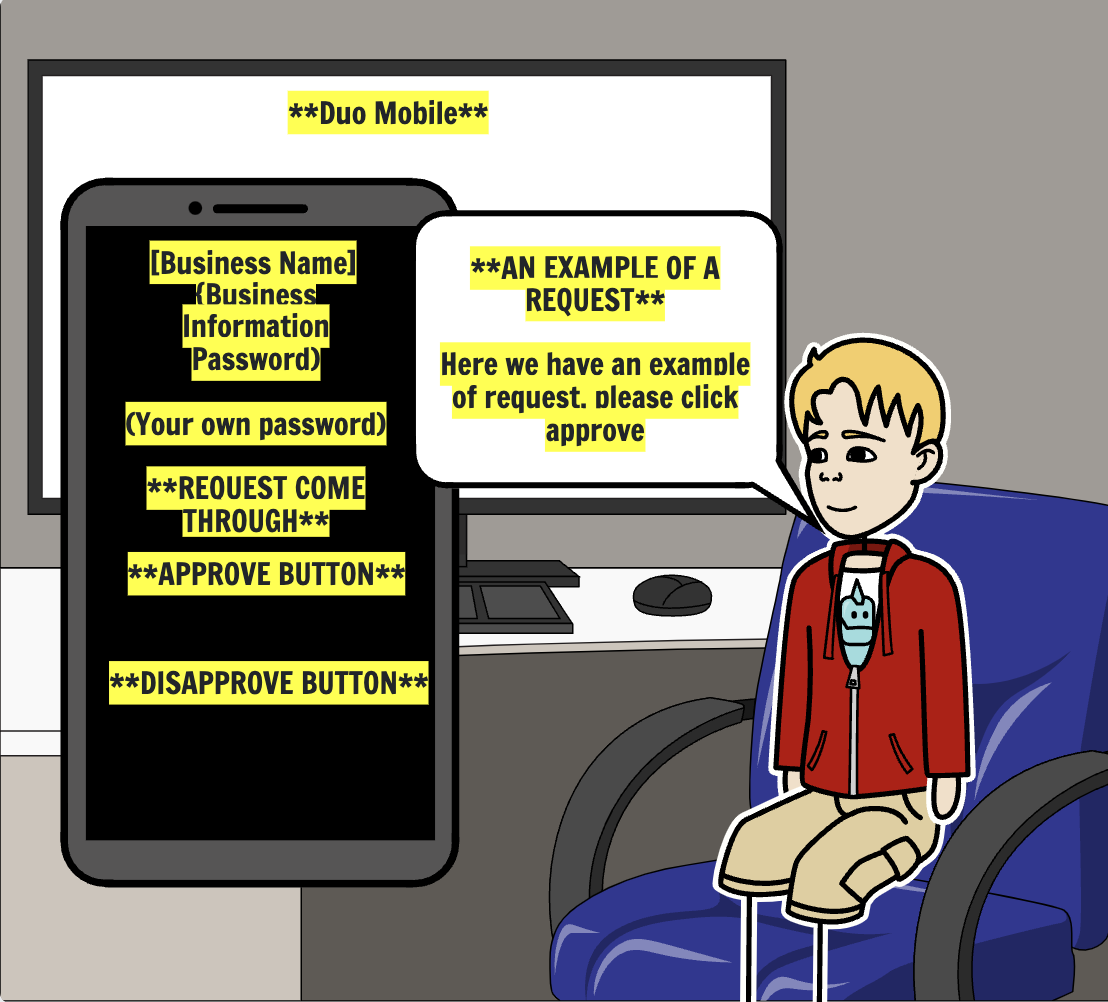 **Duo Mobile**
[Business Name]
{Business
Information
Password)
(Your own password)
**REQUEST COME
THROUGH**
**APPROVE BUTTON**
**DISAPPROVE BUTTON**
**AN EXAMPLE OF A
REQUEST**
Here we have an example
of request, please click
approve